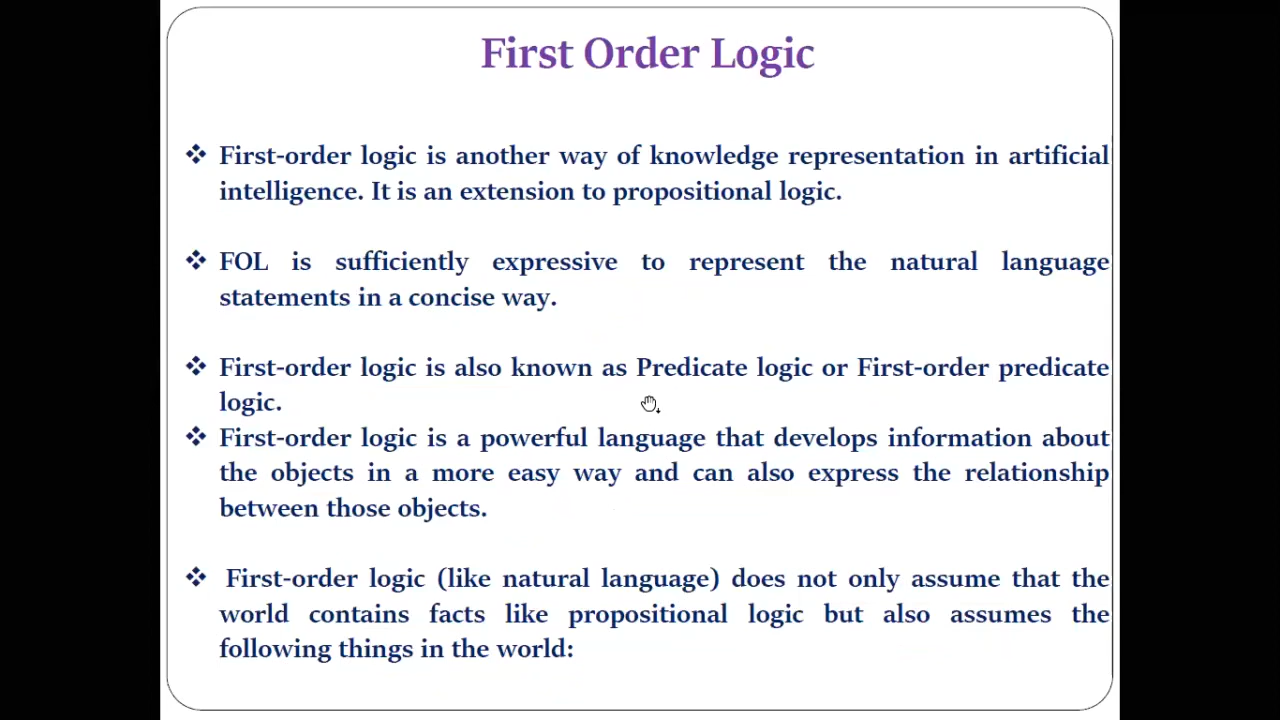 First Order Logic
❖ First-order logic is another way of knowledge representation in artificial
intelligence. It is an extension to propositional logic.
❖ FOL is sufficiently expressive to represent the natural language
statements in a concise way.
❖ First-order logic is also known as Predicate logic or First-order predicate
logic.
❖ First-order logic is a powerful language that develops information about
the objects in a more easy way and can also express the relationship
between those objects.
❖ First-order logic (like natural language) does not only assume that the
world contains facts like propositional logic but also assumes the
following things in the world: